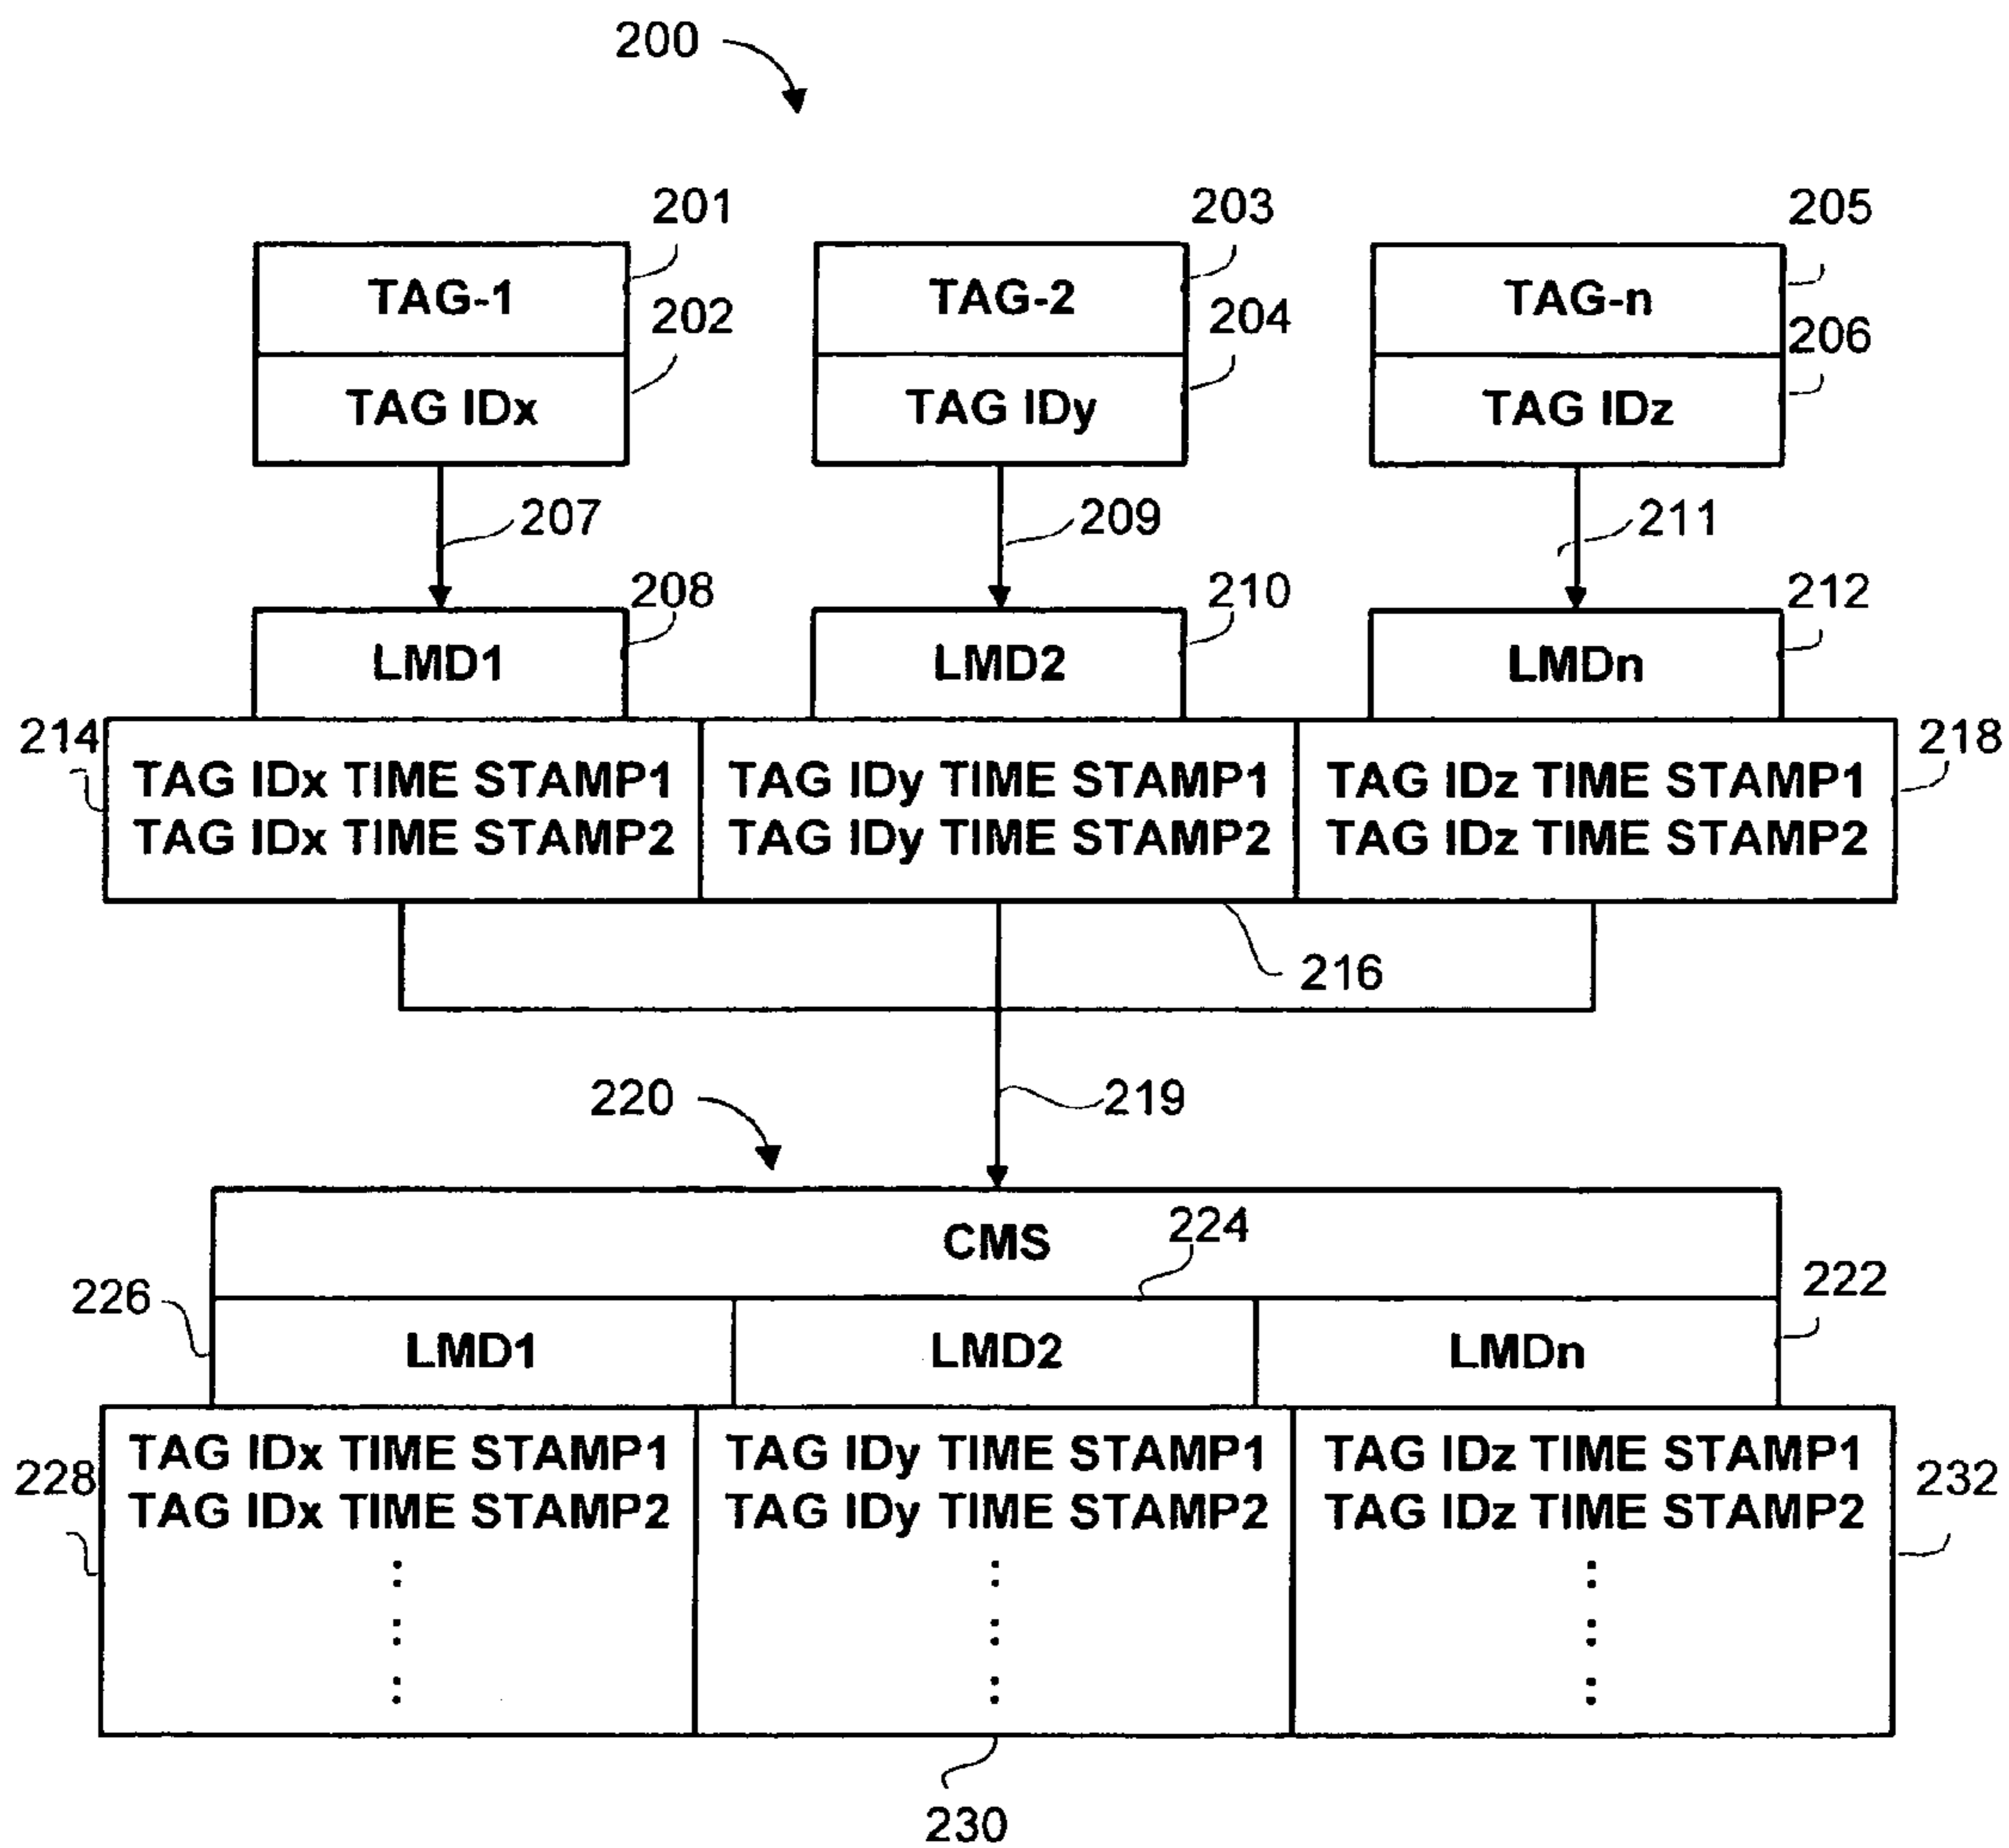 200
201 203 205
TAG-1 TAG-2 TAG-n
202 204 206
TAG IDx TAG IDy TAG IDz
207 209 211
208 210 212
LMD1 LMD2 LMDn
214 218
TAG IDx TIME STAMP1 TAG IDy TIME STAMP1 TAG IDz TIME STAMP1
TAG IDx TIME STAMP2 TAG IDy TIME STAMP2 TAG IDz TIME STAMP2
216
220 219
224
CMS
226 222
LMD1 LMD2 LMDn
TAG IDx TIME STAMP1 TAG IDy TIME STAMP1 TAG IDz TIME STAMP1
228 232
TAG IDx TIME STAMP2 TAG IDy TIME STAMP2 TAG IDz TIME STAMP2
230